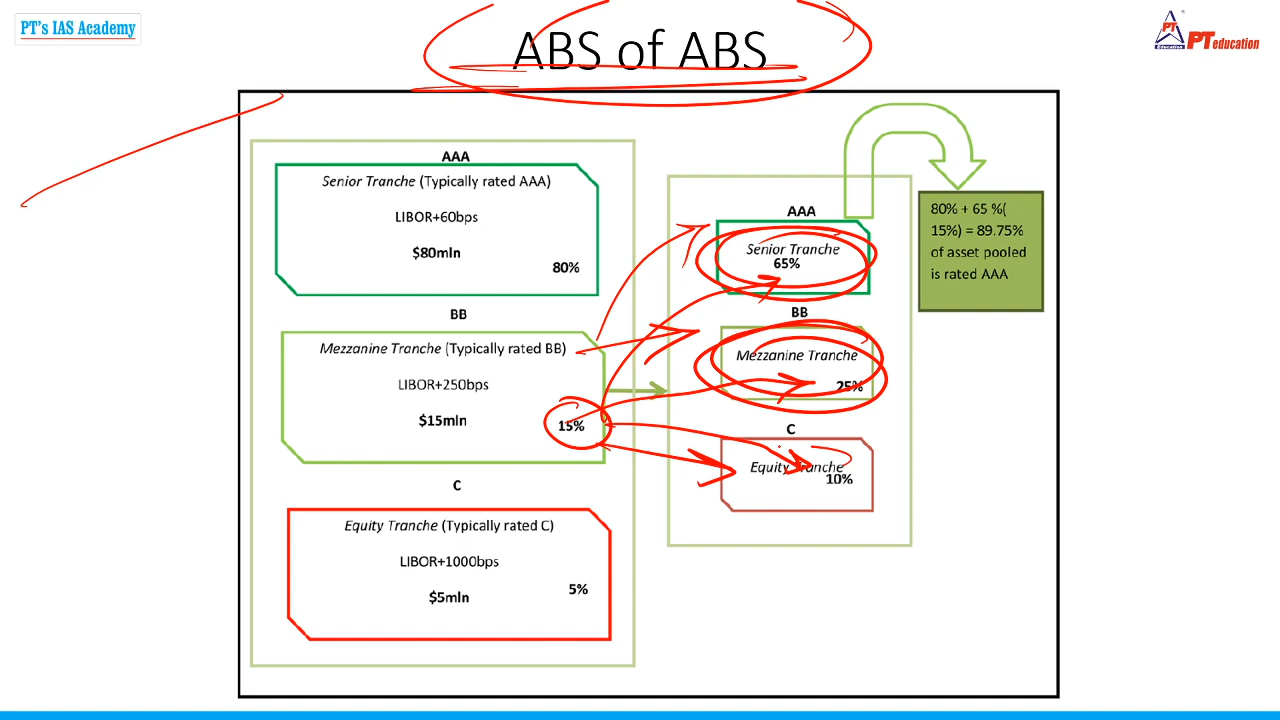 PT's IAS Academy
ABS of ABS
PT
Education
PT education
AAA
Senior Tranche (Typically rated AAA)
LIBOR+60bps
$80mln
80%
BB
Mezzanine Tranche (Typically rated BB)
LIBOR+250bps
$15mln
15%
C
Equity Tranche (Typically rated C)
LIBOR+1000bps
$5mln
5%
AAA
Senior Tranche
65%
BB
Mezzanine Tranche
25%
C
Equity Tranche
10%
80% + 65 %(
15%) = 89.75%
of asset pooled
is rated AAA